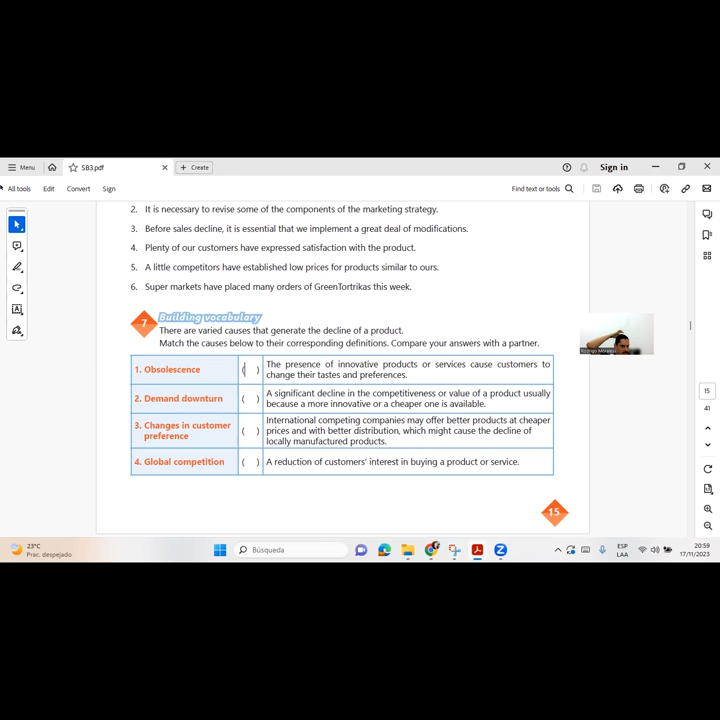 Menu
SB3.pdf
Create
Sign in
All tools
Edit
Convert
Sign
Find text or tools
2. It is necessary to revise some of the components of the marketing strategy.
3. Before sales decline, it is essential that we implement a great deal of modifications.
4. Plenty of our customers have expressed satisfaction with the product.
5. A little competitors have established low prices for products similar to ours.
6. Super markets have placed many orders of GreenTortrikas this week.
7 Building vocabulary
There are varied causes that generate the decline of a product.
Match the causes below to their corresponding definitions. Compare your answers with a partner.
1. Obsolescence ( ) The presence of innovative products or services cause customers to
change their tastes and preferences.
2. Demand downturn ( ) A significant decline in the competitiveness or value of a product usually
because a more innovative or a cheaper one is available.
3. Changes in customer
preference ( ) International competing companies may offer better products at cheaper
prices and with better distribution, which might cause the decline of
locally manufactured products.
4. Global competition ( ) A reduction of customers' interest in buying a product or service.
15
15
41
23°C
Prac. despejado
Búsqueda
ESP
LAA
20:59
17/11/2023